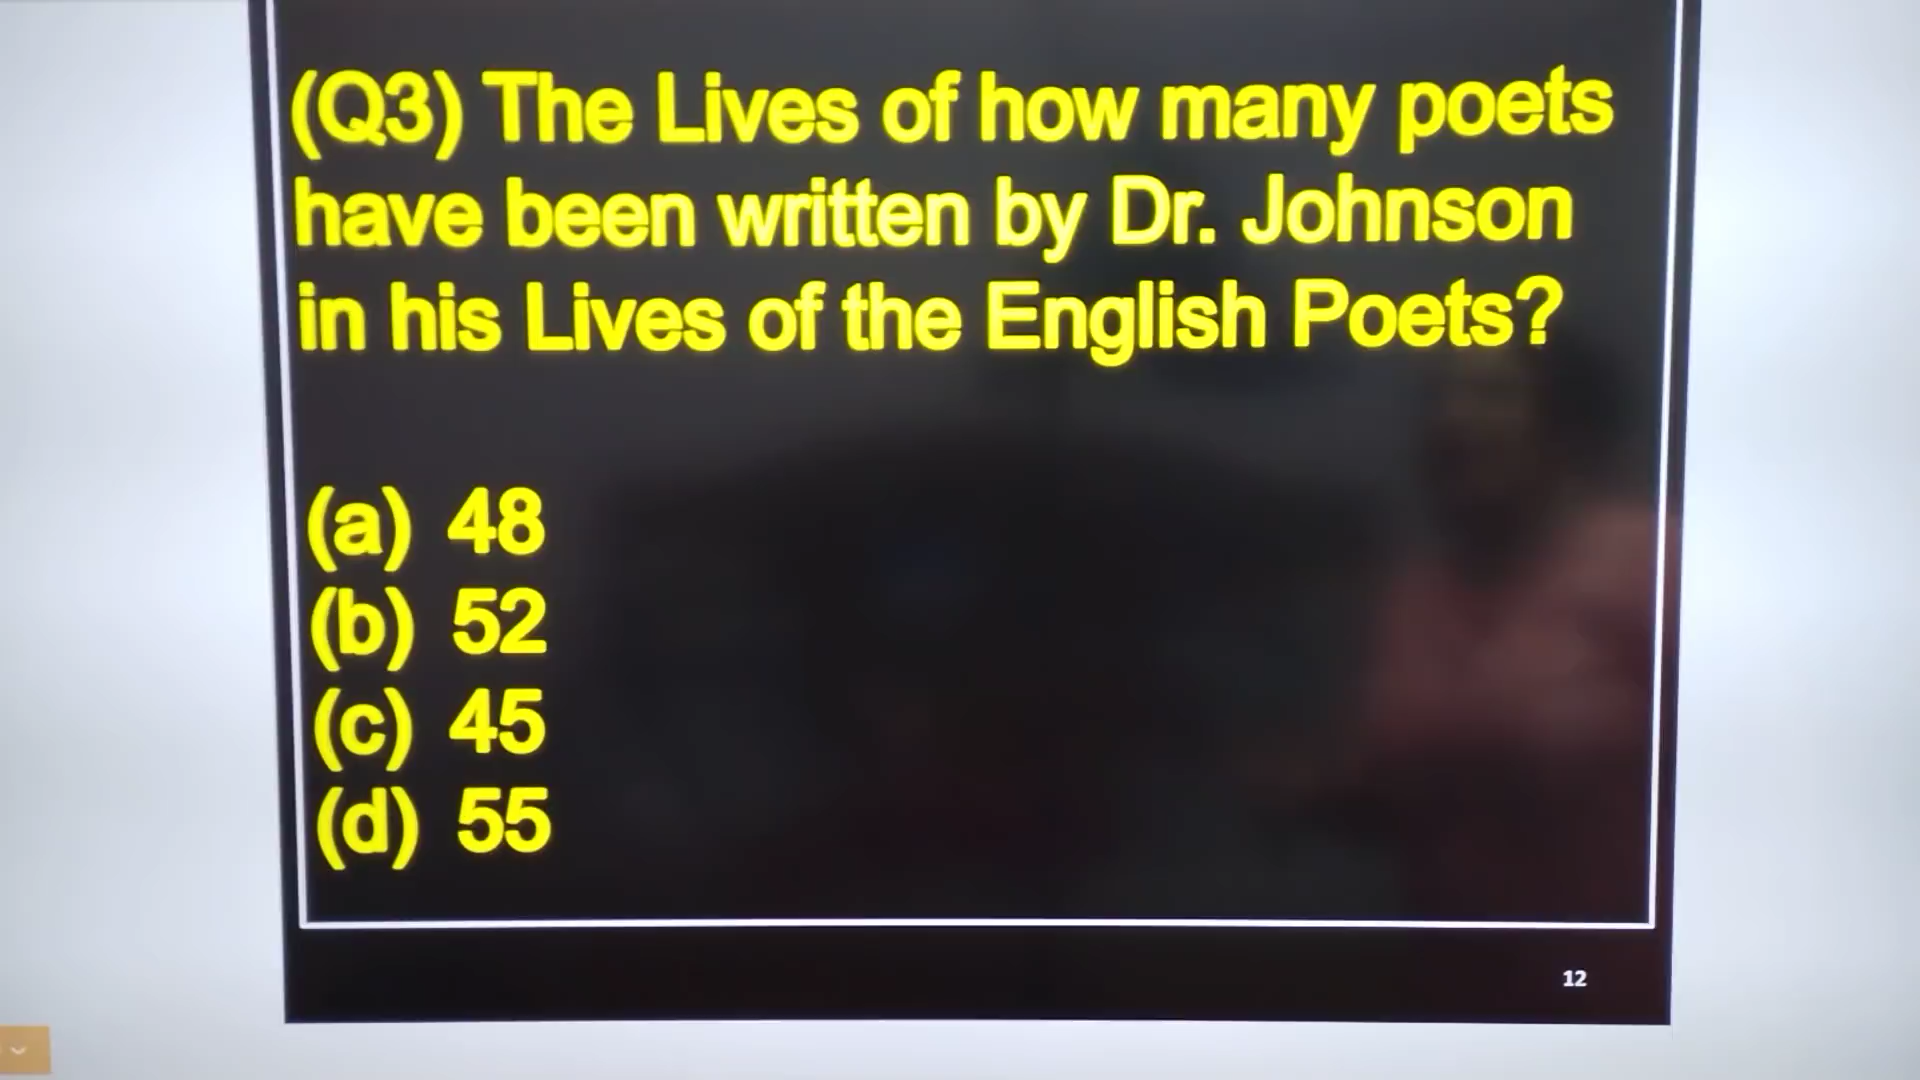 (Q3) The Lives of how many poets
have been written by Dr. Johnson
in his Lives of the English Poets?
(a) 48
(b) 52
(c) 45
(d) 55
12